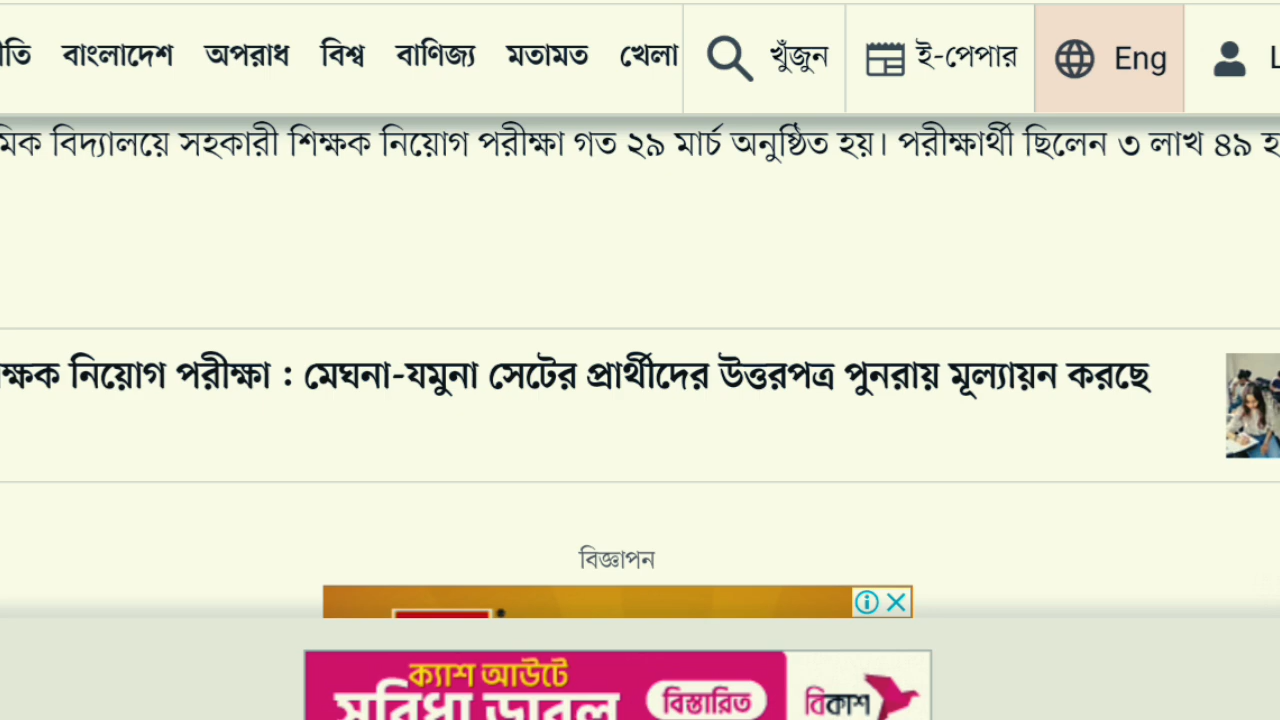 বাংলাদেশ অপরাধ বিশ্ব বাণিজ্য মতামত খেলা খুঁজুন ই-পেপার Eng
বিদ্যালয়ে সহকারী শিক্ষক নিয়োগ পরীক্ষা গত ২৯ মার্চ অনুষ্ঠিত হয়। পরীক্ষার্থী ছিলেন ৩ লাখ ৪৯
নিয়োগ পরীক্ষা : মেঘনা-যমুনা সেটের প্রার্থীদের উত্তরপত্র পুনরায় মূল্যায়ন করছে
বিজ্ঞাপন
ক্যাশ আউটে
সুবিধা ডাবল বিস্তারিত বিকাশ